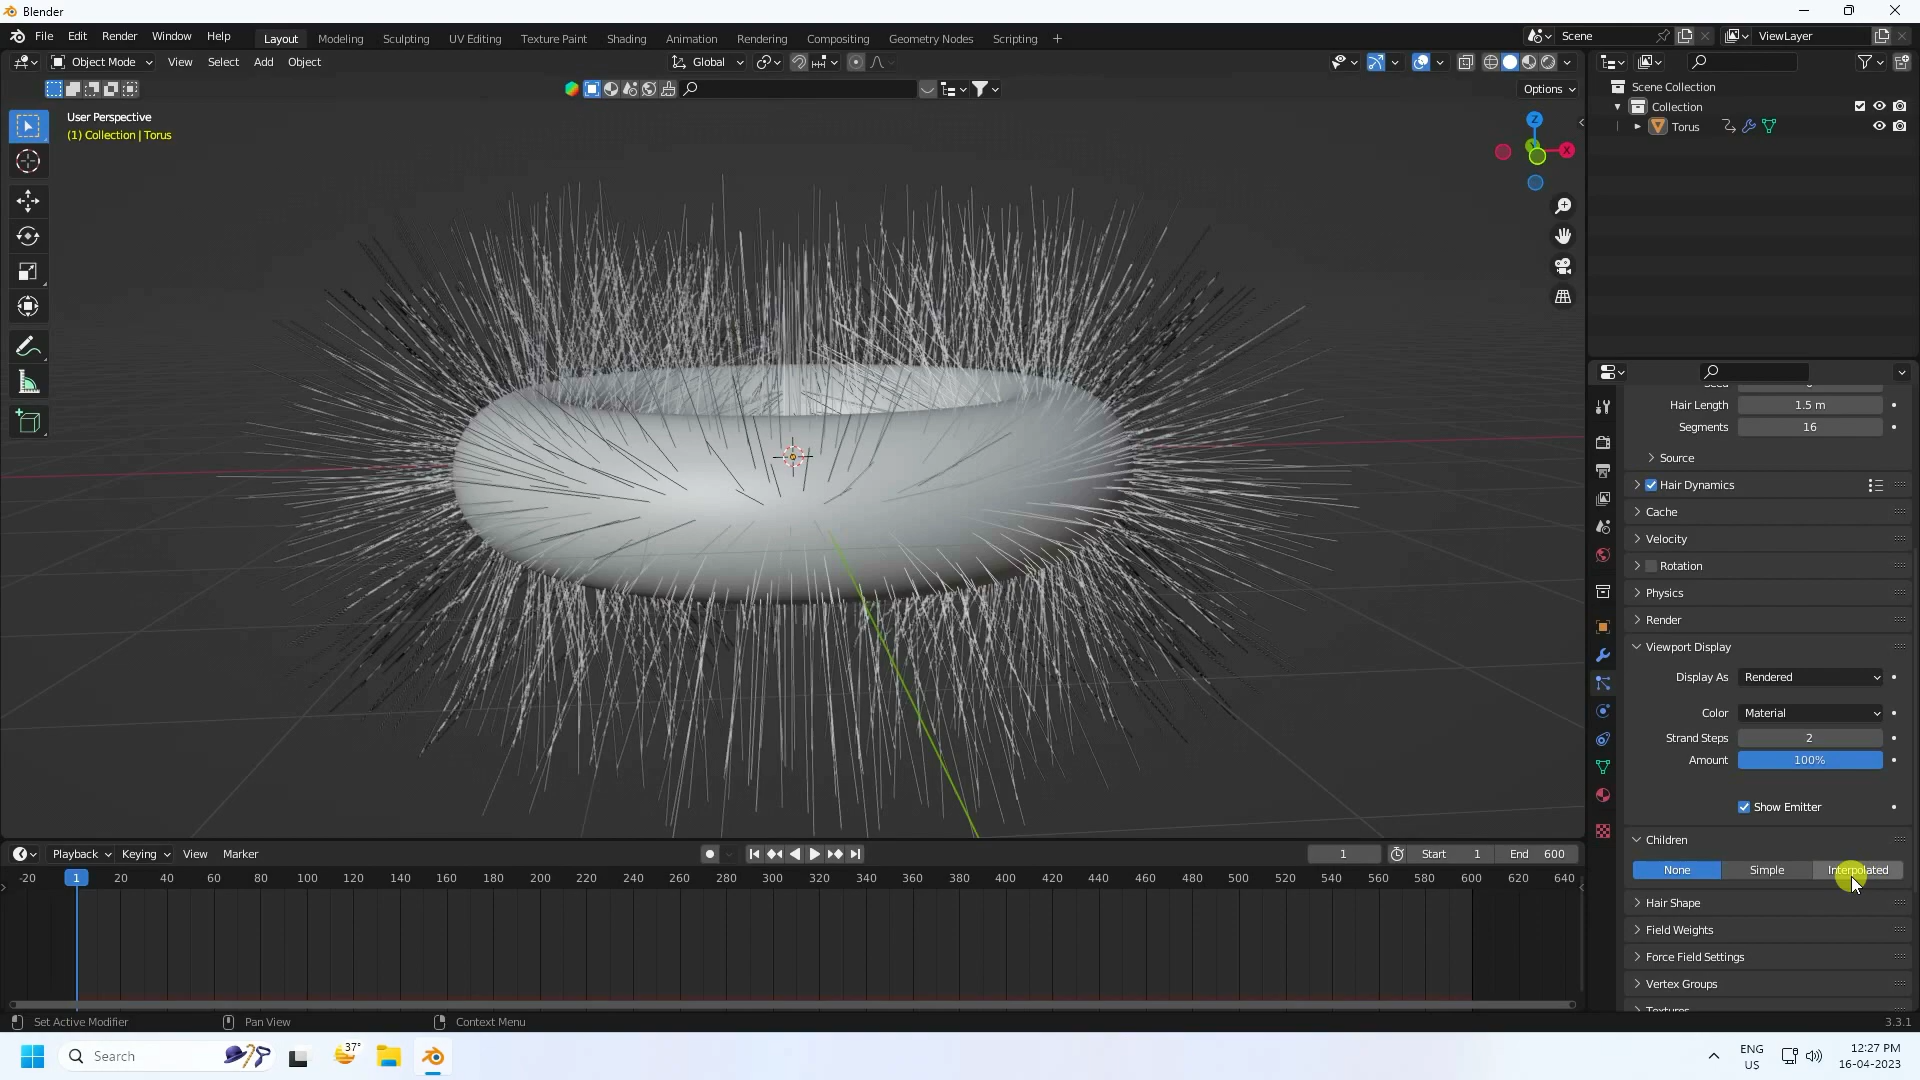 Blender
File Edit Render Window Help
Layout Modeling Sculpting UV Editing Texture Paint Shading Animation Rendering Compositing Geometry Nodes Scripting +
Scene
ViewLayer
Object Mode View Select Add Object
Global
Options
User Perspective
(1) Collection | Torus
Z
X
Scene Collection
Collection
Torus
Hair Length 1.5 m
Segments 16
Source
Hair Dynamics
Cache
Velocity
Rotation
Physics
Render
Viewport Display
Display As Rendered
Color Material
Strand Steps 2
Amount 100%
Show Emitter
Children
None Simple Interpolated
Hair Shape
Field Weights
Force Field Settings
Vertex Groups
Textures
Playback Keying View Marker
1 Start 1 End 600
-20 1 20 40 60 80 100 120 140 160 180 200 220 240 260 280 300 320 340 360 380 400 420 440 460 480 500 520 540 560 580 600 620 640
Set Active Modifier Pan View Context Menu
3.3.1
Search
37°
ENG
US
12:27 PM
16-04-2023